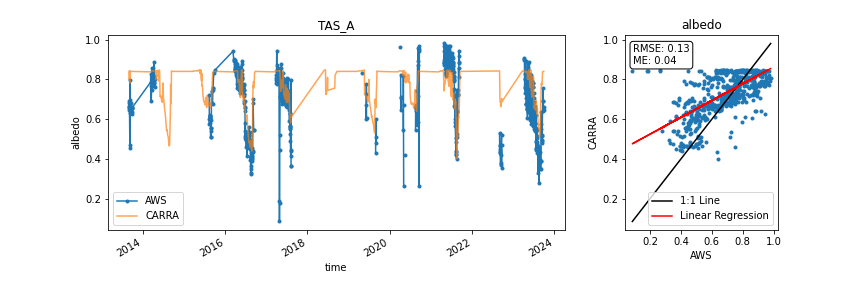 TAS_A
albedo
1.0
0.8
0.6
0.4
0.2
AWS
CARRA
2014
2016
2018
2020
2022
2024
time
albedo
RMSE: 0.13
ME: 0.04
CARRA
1.0
0.8
0.6
0.4
0.2
1:1 Line
Linear Regression
0.2
0.4
0.6
0.8
1.0
AWS